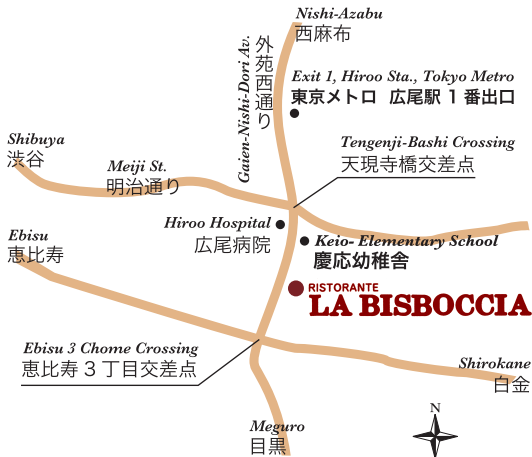 Nishi-Azabu
西麻布
外苑西通り
Gaien-Nishi-Dori Av.
Exit 1, Hiroo Sta., Tokyo Metro
東京メトロ 広尾駅 1 番出口
Shibuya
渋谷
Meiji St.
明治通り
Tengenji-Bashi Crossing
天現寺橋交差点
Hiroo Hospital
広尾病院
Keio- Elementary School
慶応幼稚舎
Ebisu
恵比寿
RISTORANTE
LA BISBOCCIA
Ebisu 3 Chome Crossing
恵比寿 3 丁目交差点
Shirokane
白金
Meguro
目黒
N